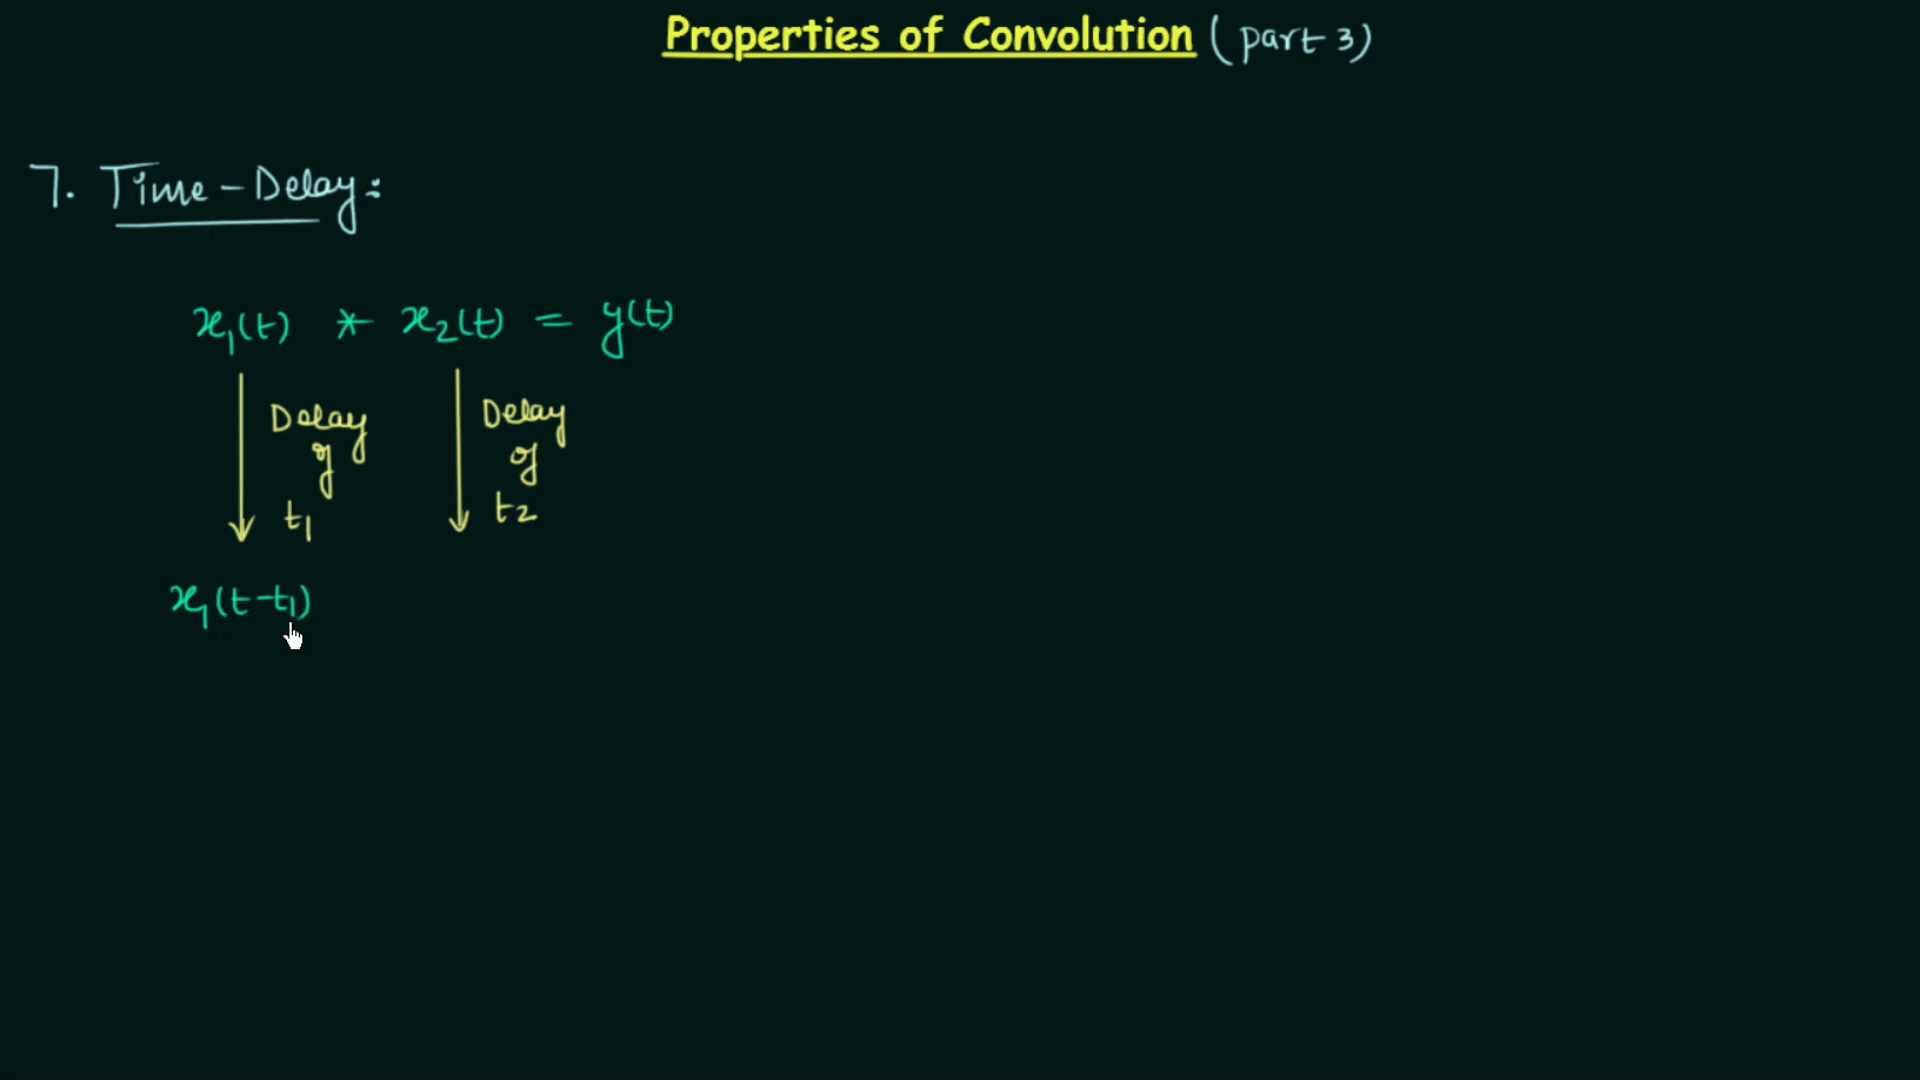 Properties of Convolution (part 3)
7. Time-Delay:
x₁(t) * x₂(t) = y(t)
Delay of t₁
Delay of t₂
x₁(t-t₁)